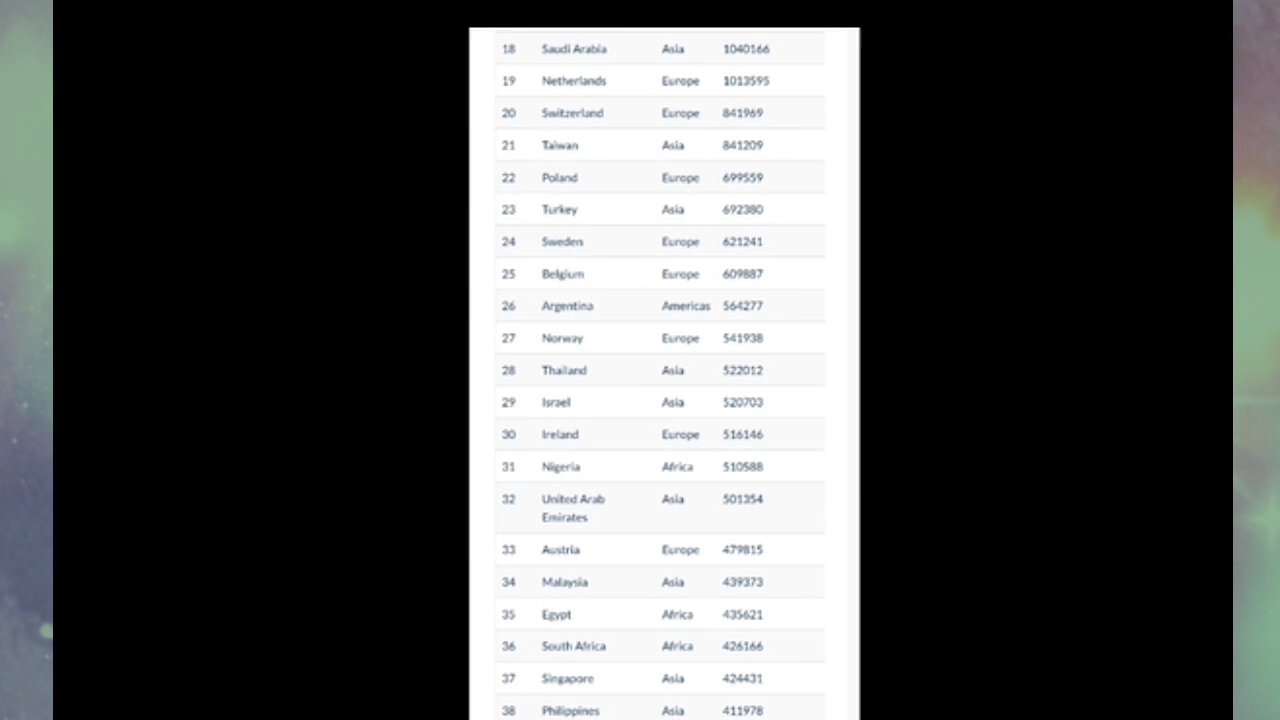 18 Saudi Arabia Asia 1040166
19 Netherlands Europe 1013595
20 Switzerland Europe 841969
21 Taiwan Asia 841209
22 Poland Europe 699559
23 Turkey Asia 692380
24 Sweden Europe 621241
25 Belgium Europe 609887
26 Argentina Americas 564277
27 Norway Europe 541938
28 Thailand Asia 522012
29 Israel Asia 520703
30 Ireland Europe 516146
31 Nigeria Africa 510588
32 United Arab Asia 501354
Emirates
33 Austria Europe 479815
34 Malaysia Asia 439373
35 Egypt Africa 435621
36 South Africa Africa 426166
37 Singapore Asia 424431
38 Philippines Asia 411978